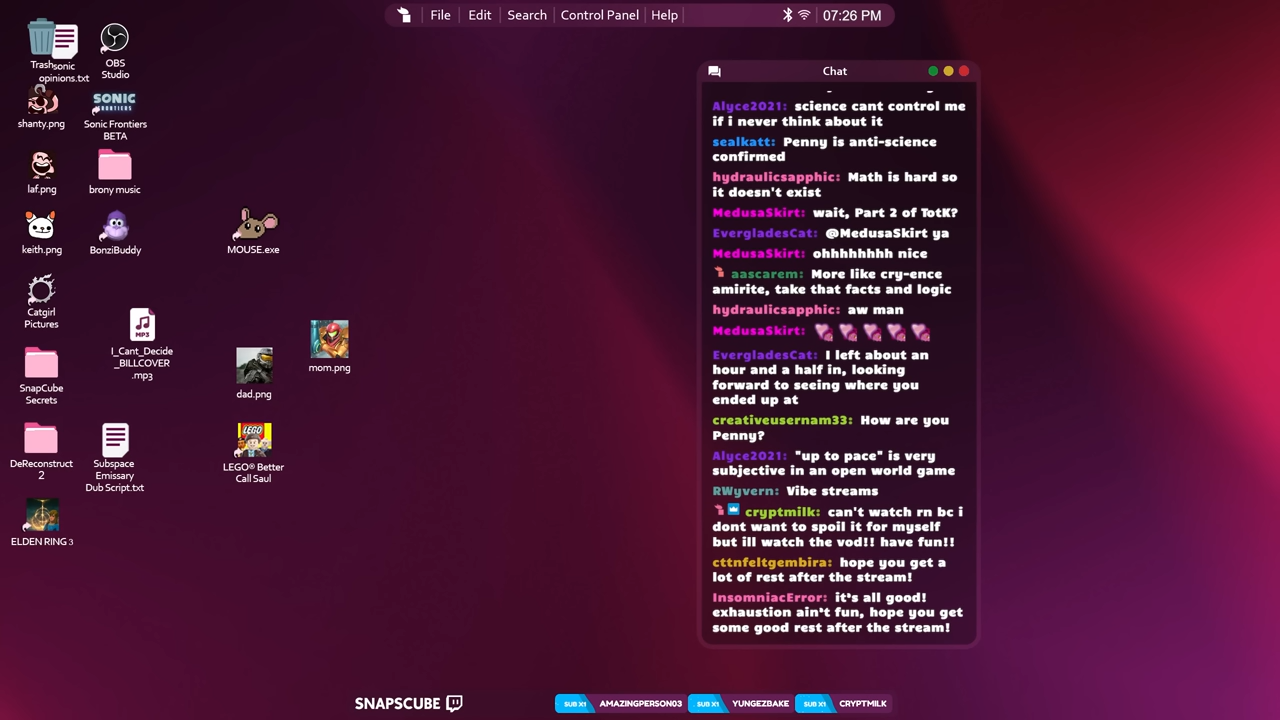 File Edit Search Control Panel Help 07:26 PM
Trash
sonic
opinions.txt
OBS
Studio
shanty.png
SONIC
FRONTIERS
Sonic Frontiers
BETA
laf.png
brony music
keith.png
BonziBuddy
MOUSE.exe
Catgirl
Pictures
MP3
I_Cant_Decide
_BILLCOVER
.mp3
mom.png
SnapCube
Secrets
dad.png
DeReconstruct
2
Subspace
Emissary
Dub Script.txt
LEGO
LEGO® Better
Call Saul
ELDEN RING 3
Chat
Alyce2021: science cant control me
if i never think about it
sealkatt: Penny is anti-science
confirmed
hydraulicsapphic: Math is hard so
it doesn't exist
MedusaSkirt: wait, Part 2 of TotK?
EvergladesCat: @MedusaSkirt ya
MedusaSkirt: ohhhhhhhh nice
aascarem: More like cry-ence
amirite, take that facts and logic
hydraulicsapphic: aw man
MedusaSkirt:
EvergladesCat: I left about an
hour and a half in, looking
forward to seeing where you
ended up at
creativeusernam33: How are you
Penny?
Alyce2021: "up to pace" is very
subjective in an open world game
RWyvern: Vibe streams
cryptmilk: can't watch rn bc i
dont want to spoil it for myself
but ill watch the vod!! have fun!!
cttnfeltgembira: hope you get a
lot of rest after the stream!
InsomniacError: it's all good!
exhaustion ain't fun, hope you get
some good rest after the stream!
SNAPSCUBE
SUB X1 AMAZINGPERSON03 SUB X1 YUNGEZBAKE SUB X1 CRYPTMILK